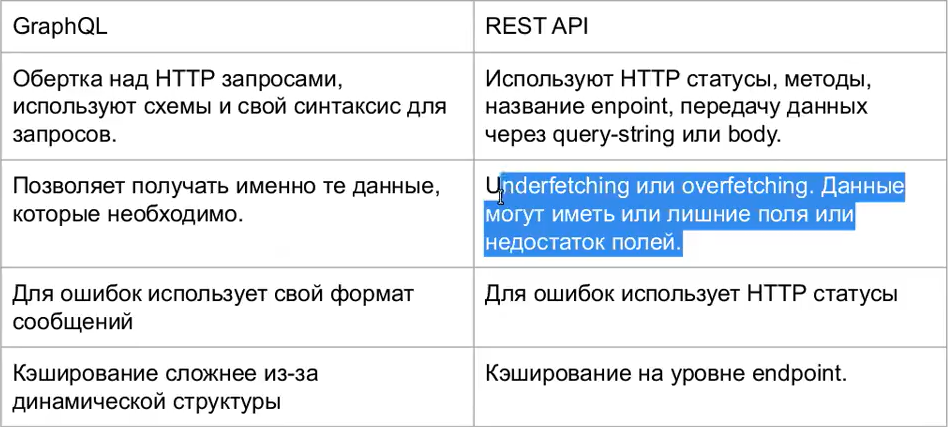 GraphQL
REST API
Обертка над HTTP запросами,
используют схемы и свой синтаксис для
запросов.
Используют HTTP статусы, методы,
название enpoint, передачу данных
через query-string или body.
Позволяет получать именно те данные,
которые необходимо.
Underfetching или overfetching. Данные
могут иметь или лишние поля или
недостаток полей.
Для ошибок использует свой формат
сообщений
Для ошибок использует HTTP статусы
Кэширование сложнее из-за
динамической структуры
Кэширование на уровне endpoint.